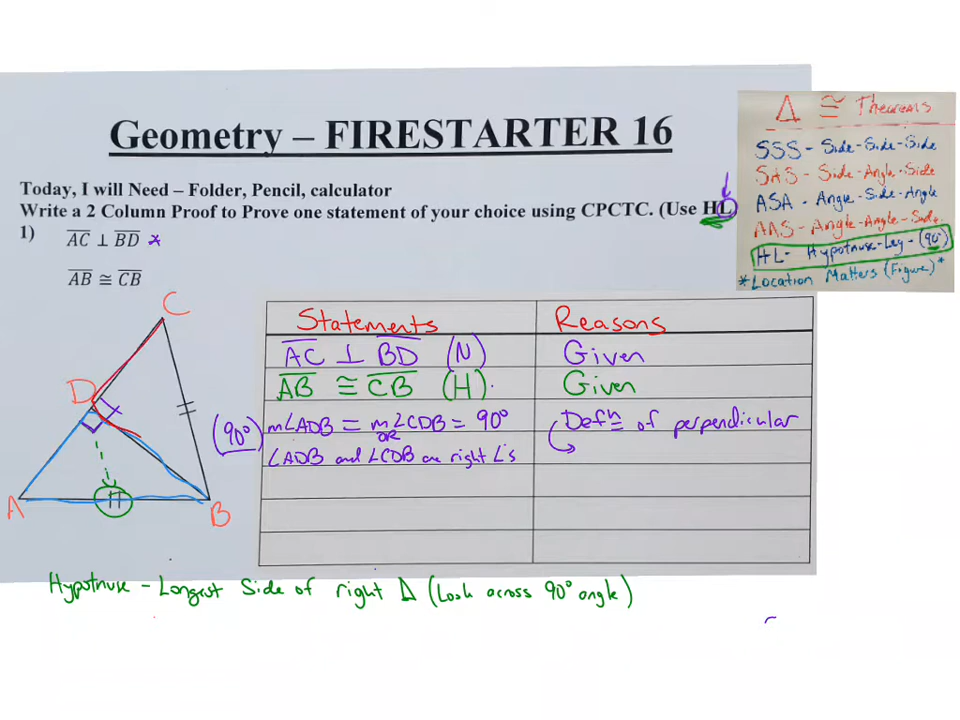 Geometry – FIRESTARTER 16
Today, I will Need – Folder, Pencil, calculator
Write a 2 Column Proof to Prove one statement of your choice using CPCTC. (Use HL)
1) AC ⊥ BD *
AB ≅ CB
Δ ≅ Theorems
SSS - Side-Side-Side
SAS - Side-Angle-Side
ASA - Angle-Side-Angle
AAS - Angle-Angle-Side
HL - Hypotnuse-Leg-(90°)
*Location Matters (Figure)*
C
D
A
H
B
(90°)
Statements Reasons
AC ⊥ BD (N) Given
AB ≅ CB (H). Given
m∠ADB = m∠CDB = 90° Defn of perpendicular
OR
∠ADB and ∠CDB are right ∠'s
Hypotnuse - Longest Side of right Δ (Look across 90° angle)